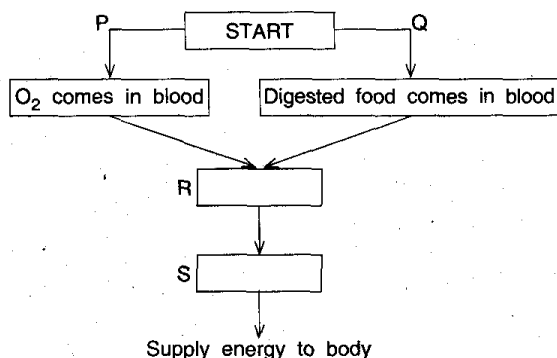 P
START
Q
O₂ comes in blood
Digested food comes in blood
R
S
Supply energy to body